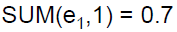 SUM(e₁,1) = 0.7